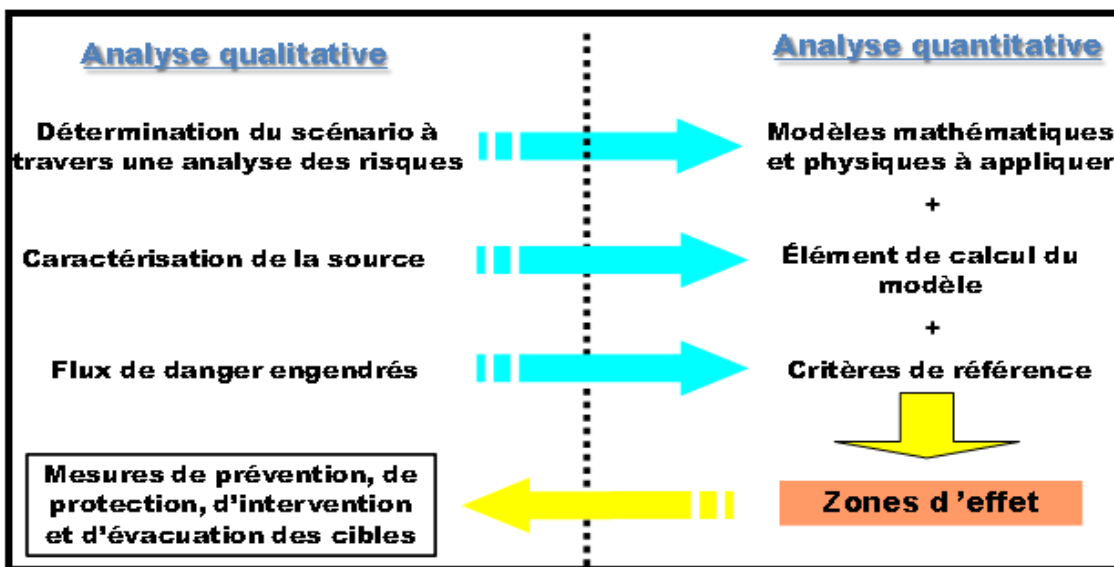 Analyse qualitative
Analyse quantitative
Détermination du scénario à
travers une analyse des risques
Modèles mathématiques
et physiques à appliquer
+
Caractérisation de la source
Élément de calcul du
modèle
+
Flux de danger engendrés
Critères de référence
Mesures de prévention, de
protection, d'intervention
et d'évacuation des cibles
Zones d 'effet